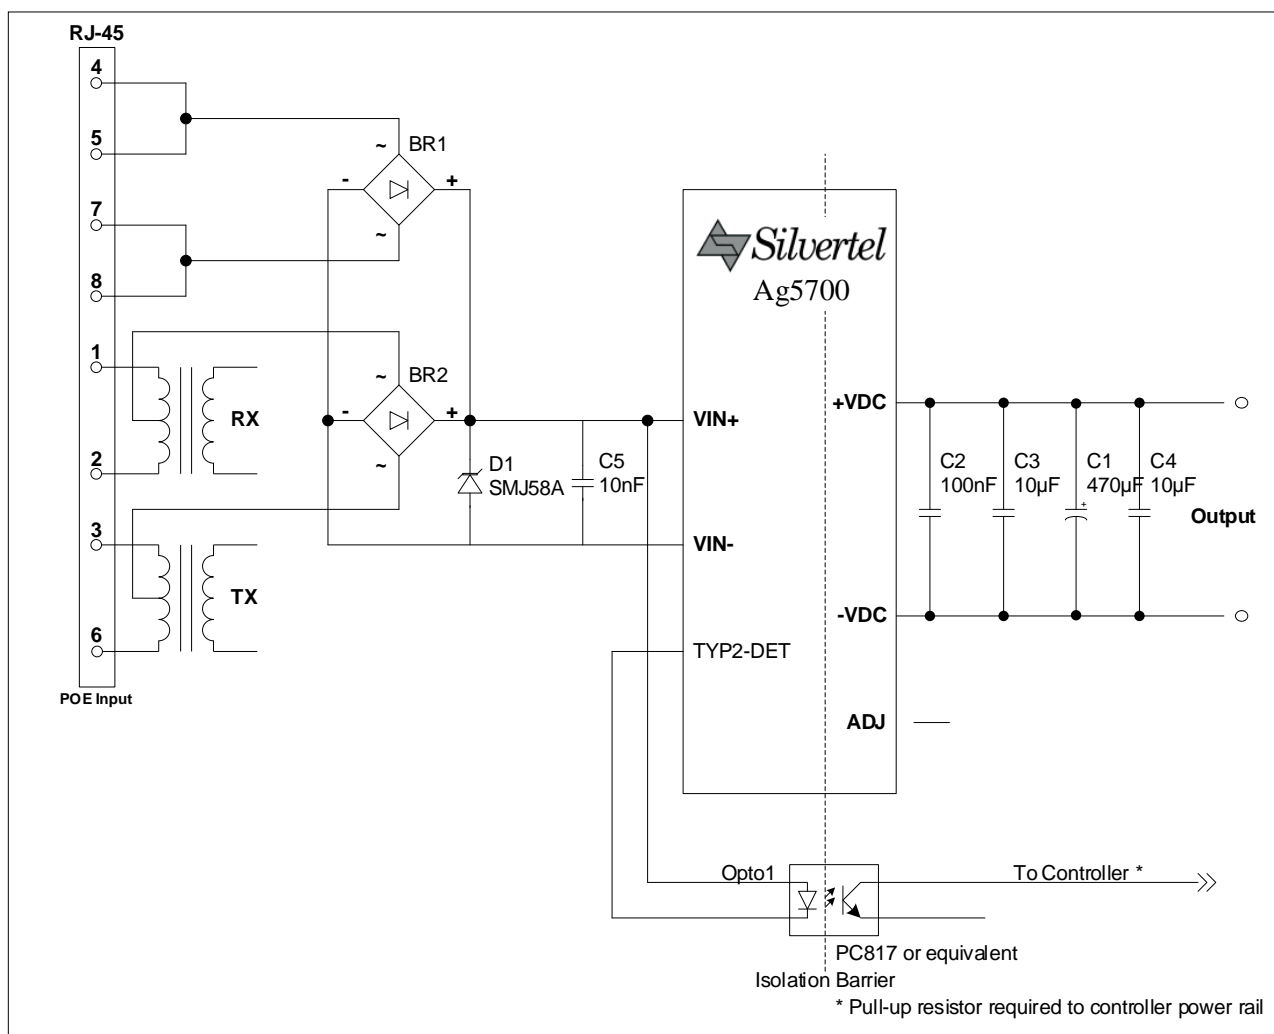 RJ-45
4
5
7
8
1
2
3
6
POE Input
~
BR1
-
+
~
~
BR2
-
+
~
RX
TX
D1
SMJ58A
C5
10nF
Silvertel
Ag5700
VIN+
VIN-
TYP2-DET
+VDC
-VDC
ADJ
C2
100nF
C3
10µF
C1
470µF
+
C4
10µF
Output
Opto1
To Controller *
PC817 or equivalent
Isolation Barrier
* Pull-up resistor required to controller power rail